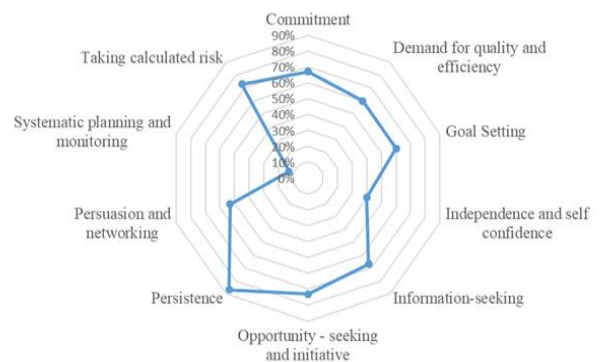 Commitment
90%
80%
70%
60%
50%
40%
30%
20%
10%
0%
Demand for quality and
efficiency
Goal Setting
Independence and self
confidence
Information-seeking
Opportunity - seeking
and initiative
Persistence
Persuasion and
networking
Systematic planning and
monitoring
Taking calculated risk